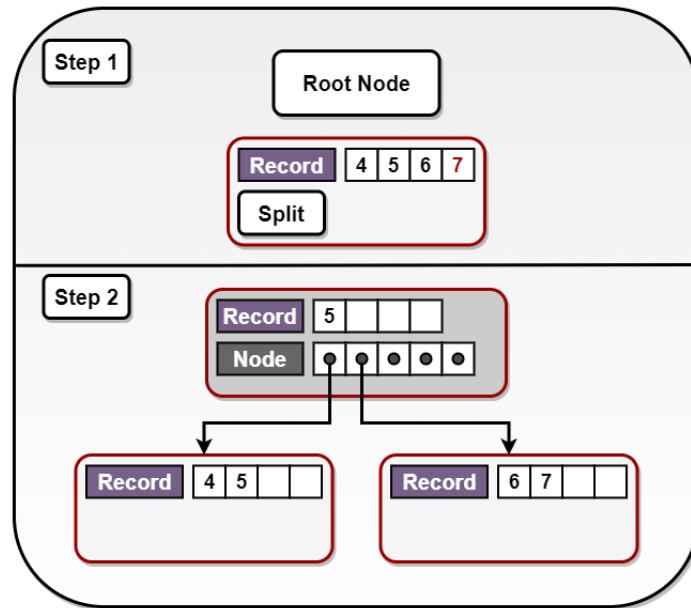 Step 1
Root Node
Record 4 5 6 7
Split
Step 2
Record 5
Node
Record 4 5
Record 6 7